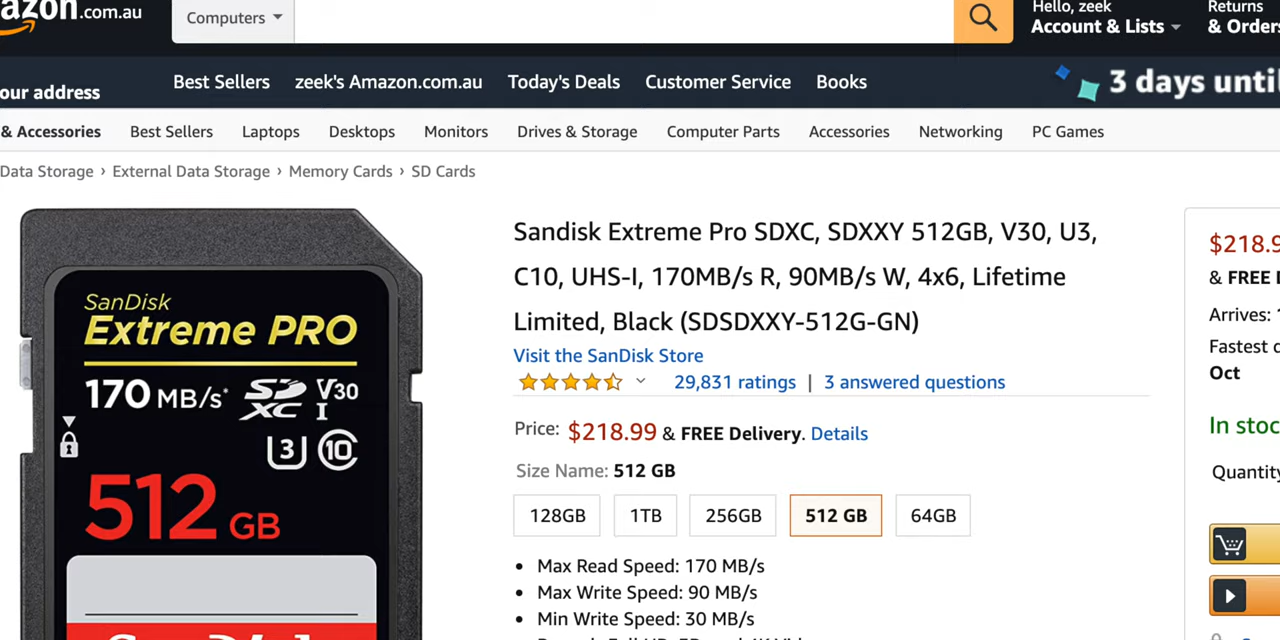 azon.com.au
Computers
Hello, zeek
Account & Lists
Returns
& Orders
our address
Best Sellers
zeek's Amazon.com.au
Today's Deals
Customer Service
Books
3 days until
& Accessories
Best Sellers
Laptops
Desktops
Monitors
Drives & Storage
Computer Parts
Accessories
Networking
PC Games
Data Storage › External Data Storage › Memory Cards › SD Cards
SanDisk
Extreme PRO
170 MB/s* SDXC V30 I
U3 C10
512 GB
Sandisk Extreme Pro SDXC, SDXXY 512GB, V30, U3,
C10, UHS-I, 170MB/s R, 90MB/s W, 4x6, Lifetime
Limited, Black (SDSDXXY-512G-GN)
Visit the SanDisk Store
29,831 ratings | 3 answered questions
Price: $218.99 & FREE Delivery. Details
Size Name: 512 GB
128GB
1TB
256GB
512 GB
64GB
• Max Read Speed: 170 MB/s
• Max Write Speed: 90 MB/s
• Min Write Speed: 30 MB/s
$218.9
& FREE
Arrives:
Fastest
Oct
In stoc
Quantity